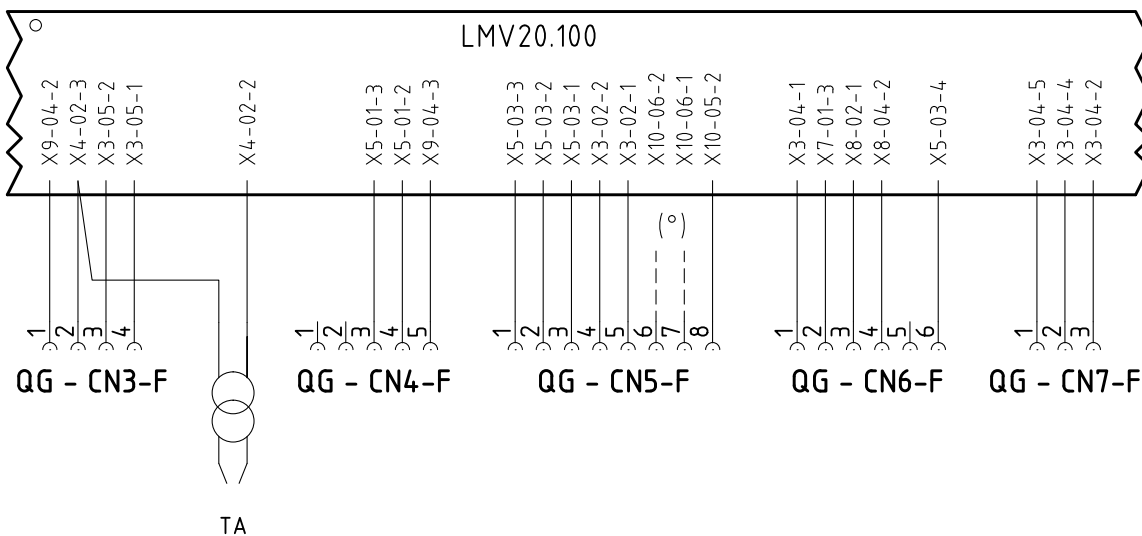 LMV20.100
X9-04-2
X4-02-3
X3-05-2
X3-05-1
X4-02-2
X5-01-3
X5-01-2
X9-04-3
X5-03-3
X5-03-2
X5-03-1
X3-02-2
X3-02-1
X10-06-2
X10-06-1
X10-05-2
X3-04-1
X7-01-3
X8-02-1
X8-04-2
X5-03-4
X3-04-5
X3-04-4
X3-04-2
(°)
1 2 3 4
1 2 3 4 5
1 2 3 4 5 6 7 8
1 2 3 4 5 6
1 2 3
QG - CN3-F
QG - CN4-F
QG - CN5-F
QG - CN6-F
QG - CN7-F
TA